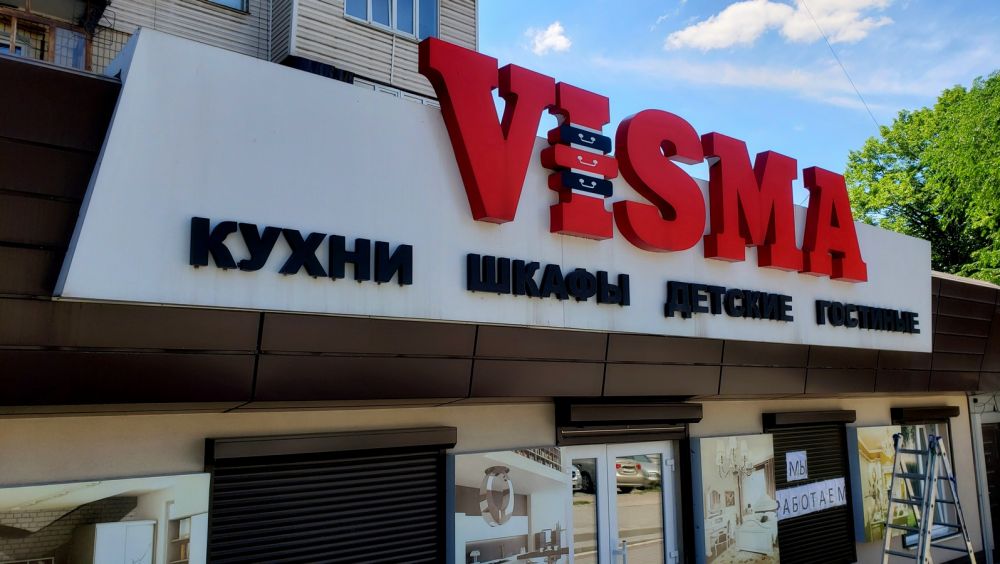 VISMA
КУХНИ ШКАФЫ ДЕТСКИЕ ГОСТИНЫЕ
МЫ
РАБОТАЕМ